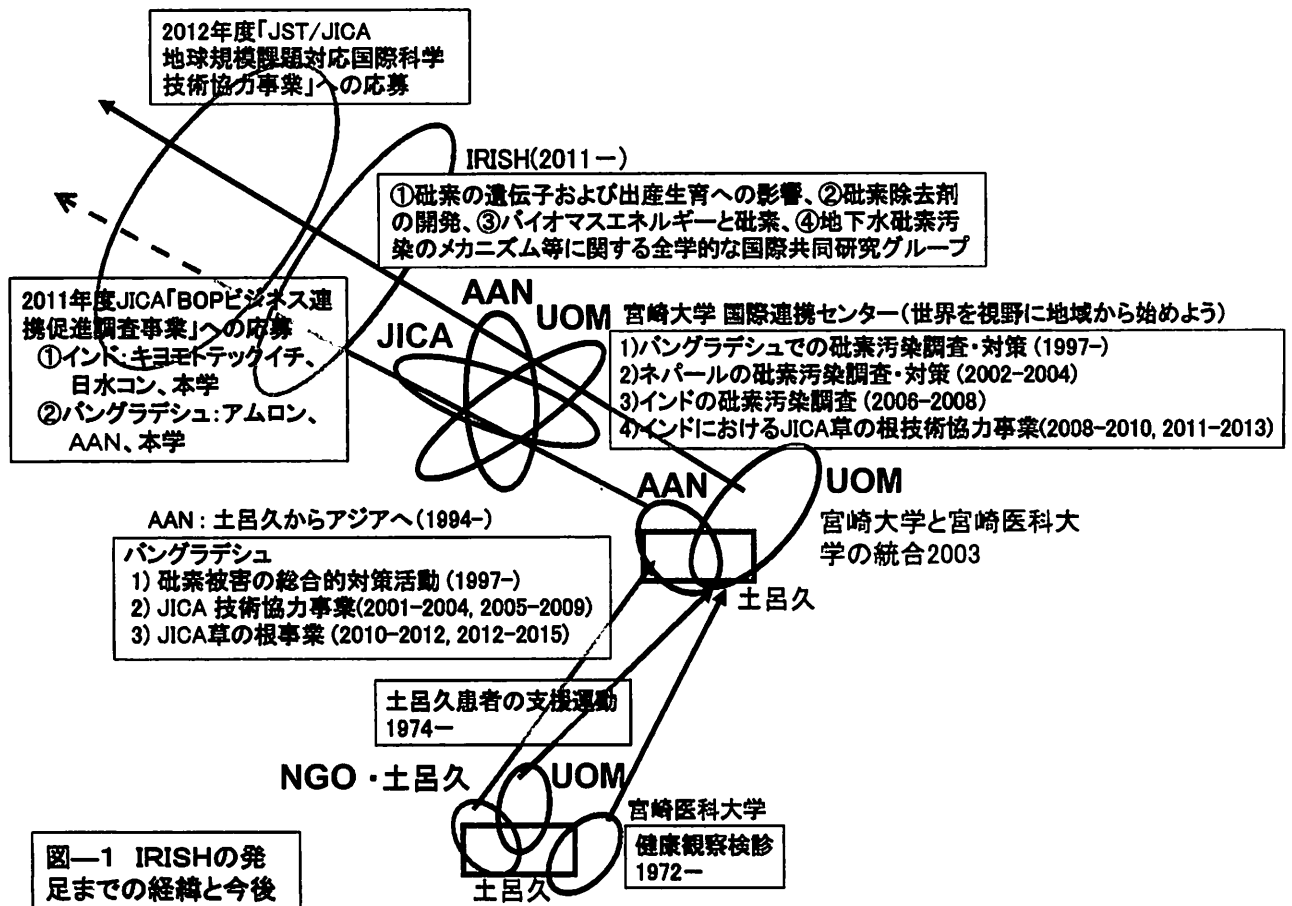 2012年度「JST/JICA
地球規模課題対応国際科学
技術協力事業」への応募
IRISH(2011－)
①砒素の遺伝子および出産生育への影響、②砒素除去剤
の開発、③バイオマスエネルギーと砒素、④地下水砒素汚
染のメカニズム等に関する全学的な国際共同研究グループ
2011年度JICA「BOPビジネス連
携促進調査事業」への応募
①インド：キヨモトテックイチ、
日水コン、本学
②バングラデシュ：アムロン、
AAN、本学
AAN
JICA
UOM
宮崎大学 国際連携センター(世界を視野に地域から始めよう)
1)バングラデシュでの砒素汚染調査・対策 (1997-)
2)ネパールの砒素汚染調査・対策 (2002-2004)
3)インドの砒素汚染調査 (2006-2008)
4)インドにおけるJICA草の根技術協力事業(2008-2010, 2011-2013)
AAN
UOM
宮崎大学と宮崎医科大
学の統合2003
土呂久
AAN : 土呂久からアジアへ(1994-)
バングラデシュ
1) 砒素被害の総合的対策活動 (1997-)
2) JICA 技術協力事業(2001-2004, 2005-2009)
3) JICA草の根事業 (2010-2012, 2012-2015)
土呂久患者の支援運動
1974－
NGO・土呂久
UOM
宮崎医科大学
健康観察検診
1972－
土呂久
図―1 IRISHの発
足までの経緯と今後